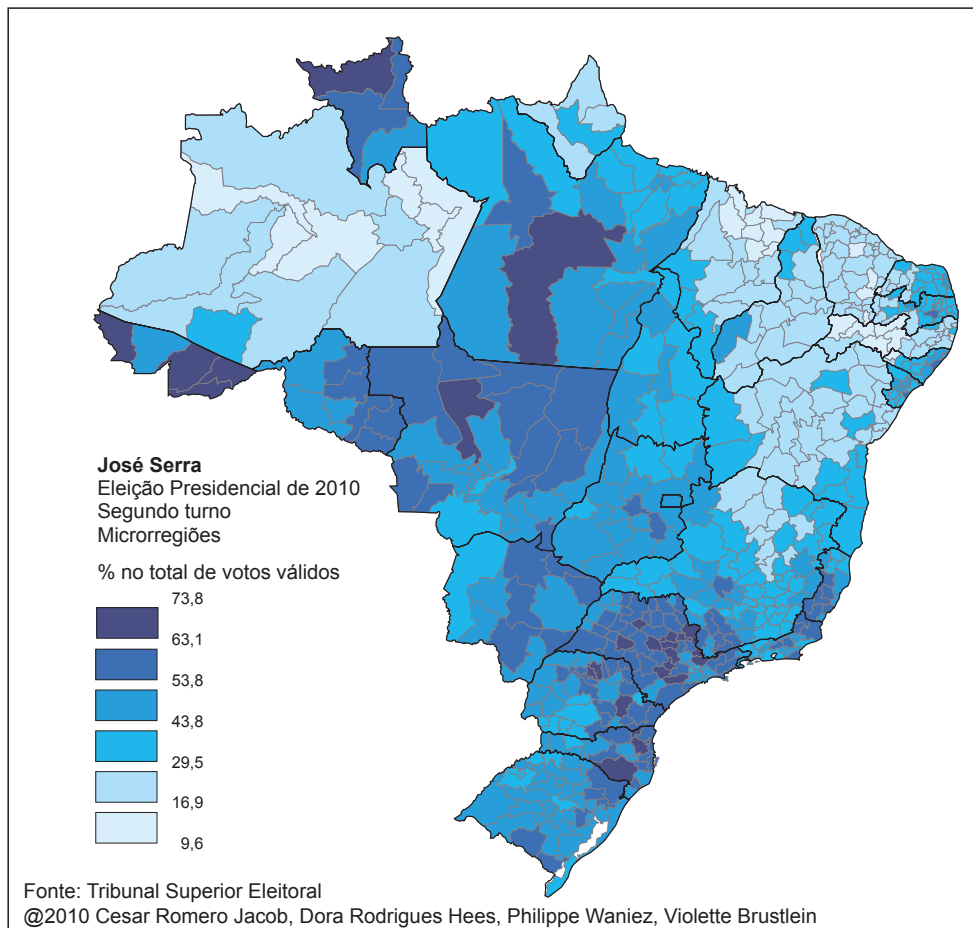 José Serra
Eleição Presidencial de 2010
Segundo turno
Microrregiões
% no total de votos válidos
73,8
63,1
53,8
43,8
29,5
16,9
9,6
Fonte: Tribunal Superior Eleitoral
@2010 Cesar Romero Jacob, Dora Rodrigues Hees, Philippe Waniez, Violette Brustlein